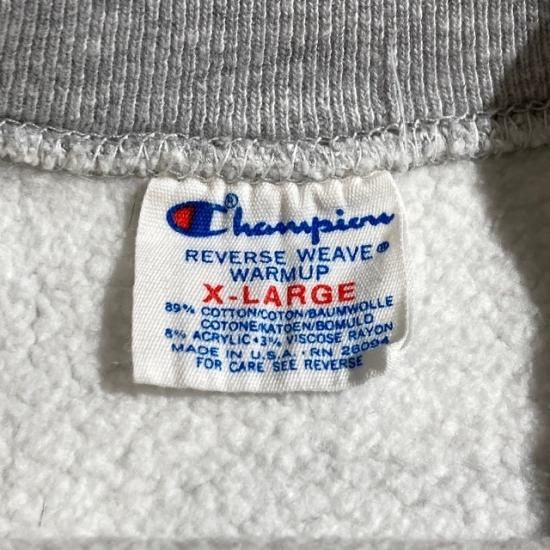 Champion®
REVERSE WEAVE®
WARMUP
X-LARGE
89% COTTON/COTON/BAUMWOLLE
COTONE/KATOEN/BOMULD
8% ACRYLIC • 3% VISCOSE RAYON
MADE IN U.S.A. • RN 26094
FOR CARE SEE REVERSE